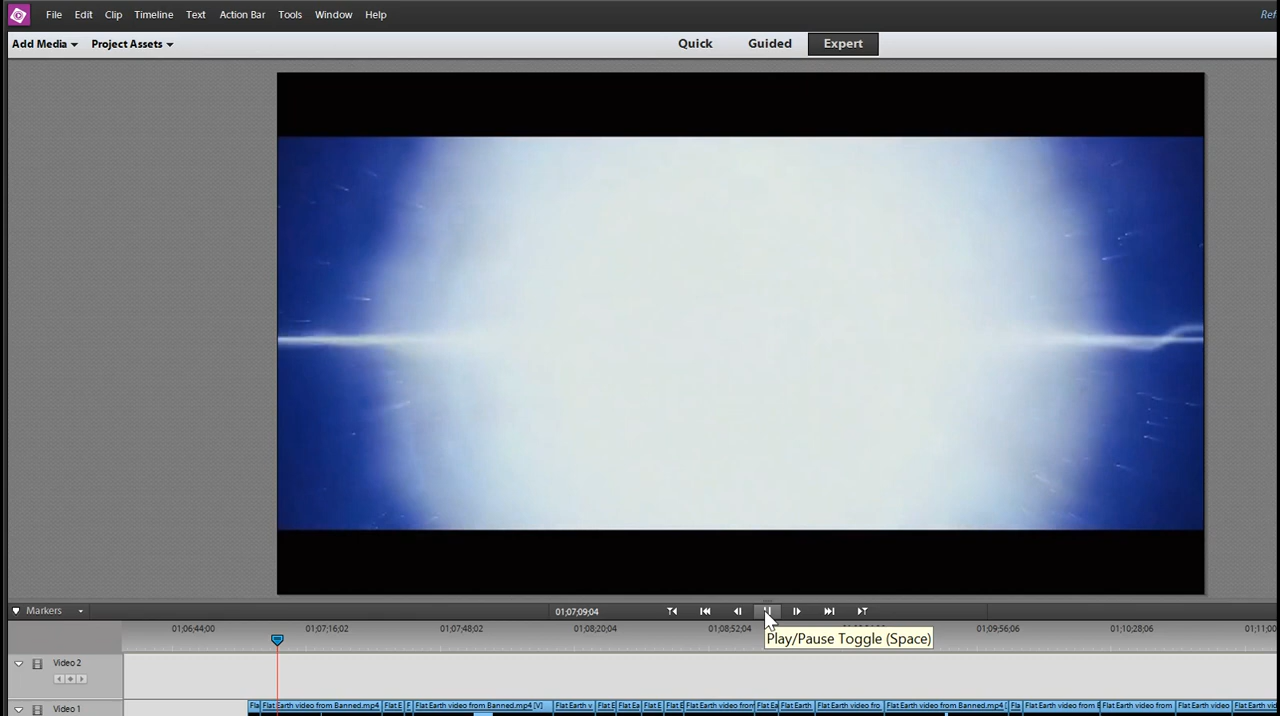 File Edit Clip Timeline Text Action Bar Tools Window Help Ref
Add Media Project Assets Quick Guided Expert
Markers 01;07;09;04
Play/Pause Toggle (Space)
01;06;44;00 01;07;16;02 01;07;48;02 01;08;20;04 01;08;52;04 01;09;56;06 01;10;28;06 01;11;00
Video 2
Video 1 Fla Flat Earth video from Banned.mp4 Flat E F Flat Earth video from Banned.mp4 [V] Flat Earth v Flat E Flat Ea Flat E Flat E Flat Earth video from Flat Ea Flat Earth Flat Earth video fro Flat Earth video from Banned.mp4 [ Fla Flat Earth video from E Flat Earth video from Flat Earth video Flat Earth vid